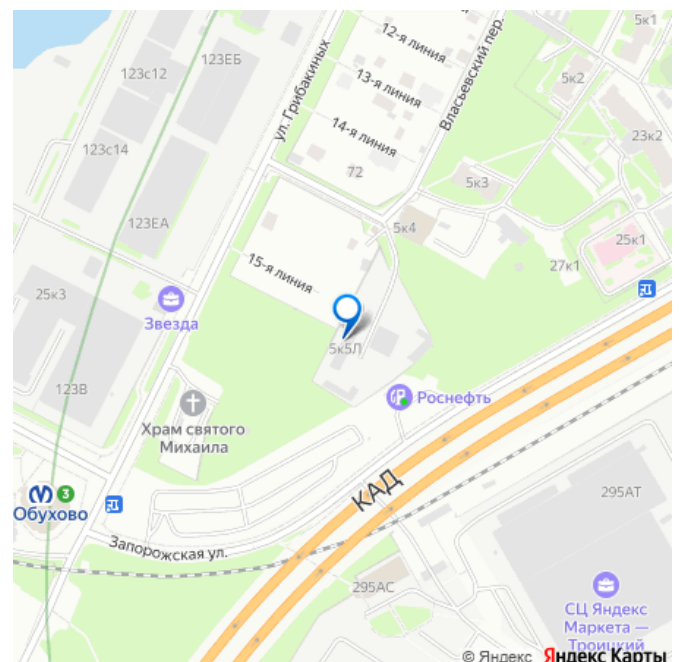 12-я линия
5к1
123с12
123ЕБ
ул. Грибакиных
Власьевский пер.
13-я линия
5к2
123с14
14-я линия
23к2
72
5к3
123ЕА
5к4
25к1
15-я линия
27к1
25к3
Звезда
5к5Л
123В
Роснефть
Храм святого
Михаила
КАД
295АТ
3
Обухово
Запорожская ул.
295АС
СЦ Яндекс
Маркета —
Троицкий
© Яндекс Яндекс Карты